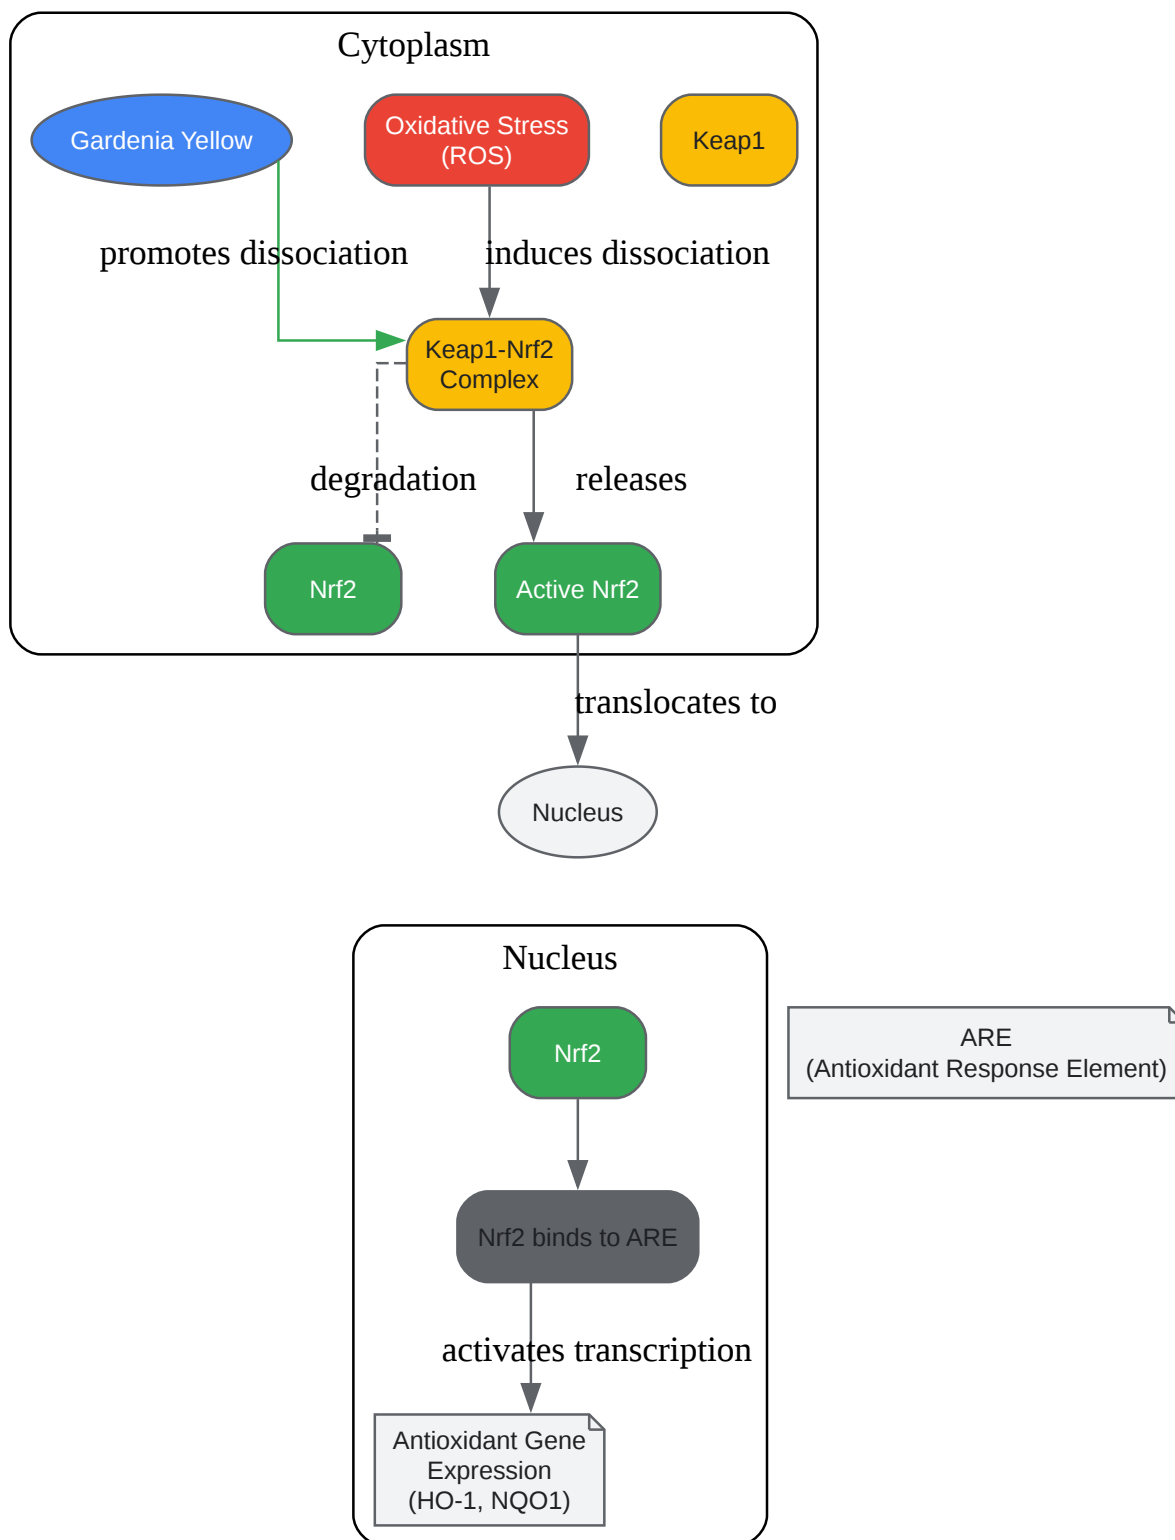 Cytoplasm
Gardenia Yellow
Oxidative Stress
(ROS)
Keap1
promotes dissociation
induces dissociation
Keap1-Nrf2
Complex
degradation
releases
Nrf2
Active Nrf2
translocates to
Nucleus
Nucleus
Nrf2
ARE
(Antioxidant Response Element)
Nrf2 binds to ARE
activates transcription
Antioxidant Gene
Expression
(HO-1, NQO1)